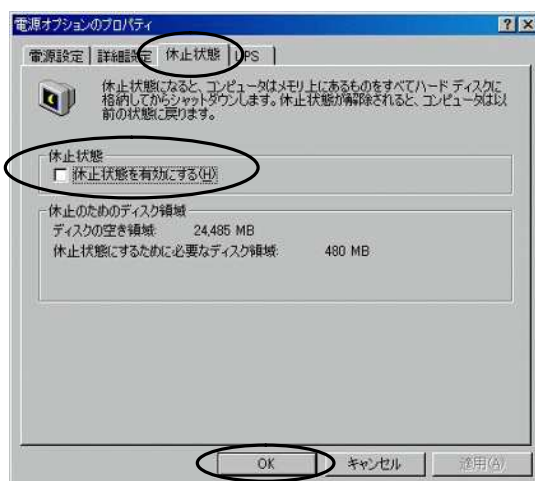 電源オプションのプロパティ
電源設定 詳細設定 休止状態 UPS
休止状態になると、コンピュータはメモリ上にあるものをすべてハード ディスクに
格納してからシャットダウンします。休止状態が解除されると、コンピュータは以
前の状態に戻ります。
休止状態
休止状態を有効にする(H)
休止のためのディスク領域
ディスクの空き領域: 24,485 MB
休止状態にするために必要なディスク領域: 480 MB
OK キャンセル 適用(A)